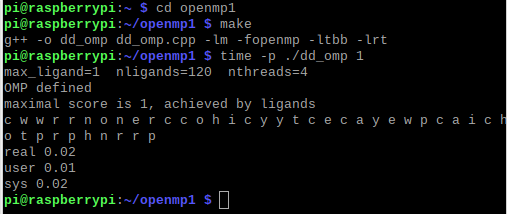 pi@raspberrypi:~ $ cd openmp1
pi@raspberrypi:~/openmp1 $ make
g++ -o dd_omp dd_omp.cpp -lm -fopenmp -ltbb -lrt
pi@raspberrypi:~/openmp1 $ time -p ./dd_omp 1
max_ligand=1  nligands=120  nthreads=4
OMP defined
maximal score is 1, achieved by ligands
c w w r r n o n e r c c o h i c y y t c e c a y e w p c a i c h
o t p r p h n r r p
real 0.02
user 0.01
sys 0.02
pi@raspberrypi:~/openmp1 $